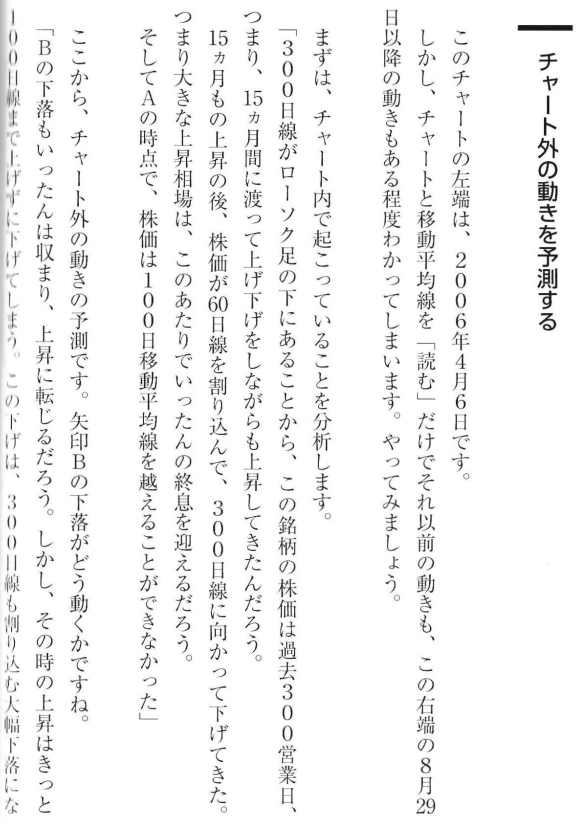 チャート外の動きを予測する
このチャートの左端は、2006年4月6日です。
しかし、チャートと移動平均線を「読む」だけでそれ以前の動きも、この右端の8月29
日以降の動きもある程度わかってしまいます。やってみましょう。
まずは、チャート内で起こっていることを分析します。
「300日線がローソク足の下にあることから、この銘柄の株価は過去300営業日、
つまり、15ヵ月間に渡って上げ下げをしながらも上昇してきたんだろう。
15ヵ月もの上昇の後、株価が60日線を割り込んで、300日線に向かって下げてきた。
つまり大きな上昇相場は、このあたりでいったんの終息を迎えるだろう。
そしてAの時点で、株価は100日移動平均線を越えることができなかった」
ここから、チャート外の動きの予測です。矢印Bの下落がどう動くかですね。
「Bの下落もいったんは収まり、上昇に転じるだろう。しかし、その時の上昇はきっと
100日線まで上げずに下げてしまう。この下げは、300日線も割り込む大幅下落にな